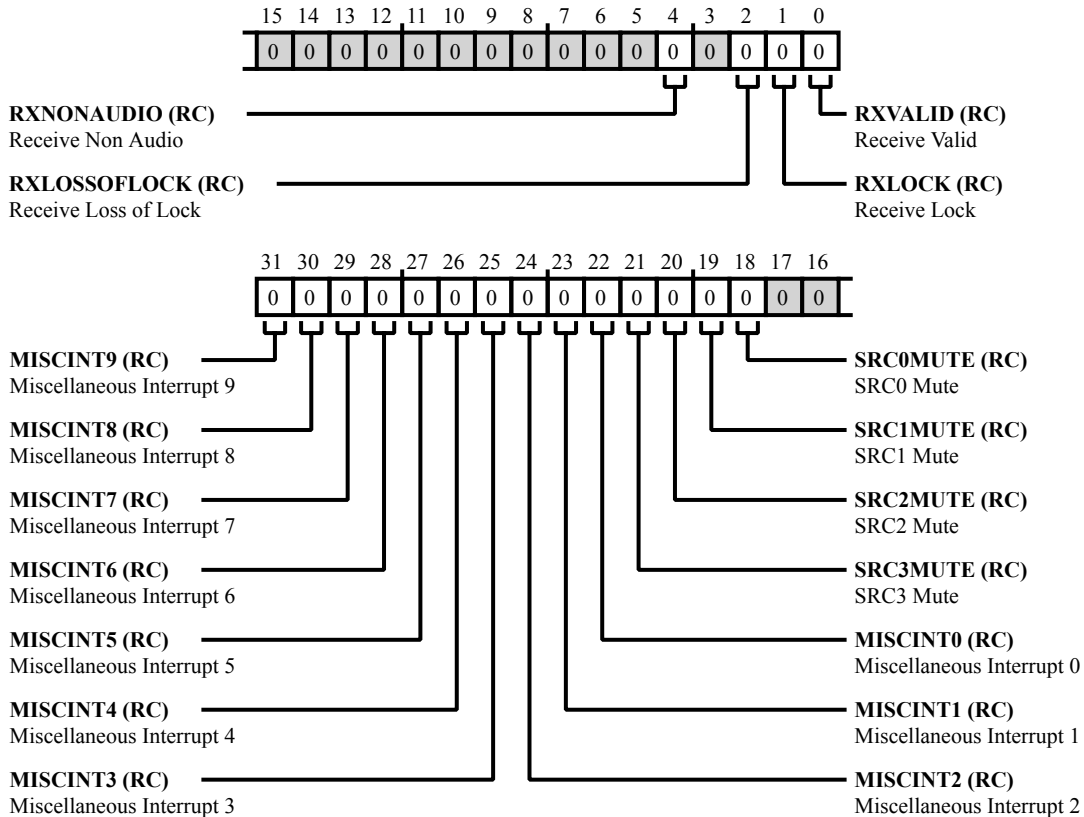 15 14 13 12 11 10 9 8 7 6 5 4 3 2 1 0
0 0 0 0 0 0 0 0 0 0 0 0 0 0 0 0
RXNONAUDIO (RC)
Receive Non Audio
RXVALID (RC)
Receive Valid
RXLOSSOFLOCK (RC)
Receive Loss of Lock
RXLOCK (RC)
Receive Lock
31 30 29 28 27 26 25 24 23 22 21 20 19 18 17 16
0 0 0 0 0 0 0 0 0 0 0 0 0 0 0 0
MISCINT9 (RC)
Miscellaneous Interrupt 9
SRC0MUTE (RC)
SRC0 Mute
MISCINT8 (RC)
Miscellaneous Interrupt 8
SRC1MUTE (RC)
SRC1 Mute
MISCINT7 (RC)
Miscellaneous Interrupt 7
SRC2MUTE (RC)
SRC2 Mute
MISCINT6 (RC)
Miscellaneous Interrupt 6
SRC3MUTE (RC)
SRC3 Mute
MISCINT5 (RC)
Miscellaneous Interrupt 5
MISCINT0 (RC)
Miscellaneous Interrupt 0
MISCINT4 (RC)
Miscellaneous Interrupt 4
MISCINT1 (RC)
Miscellaneous Interrupt 1
MISCINT3 (RC)
Miscellaneous Interrupt 3
MISCINT2 (RC)
Miscellaneous Interrupt 2